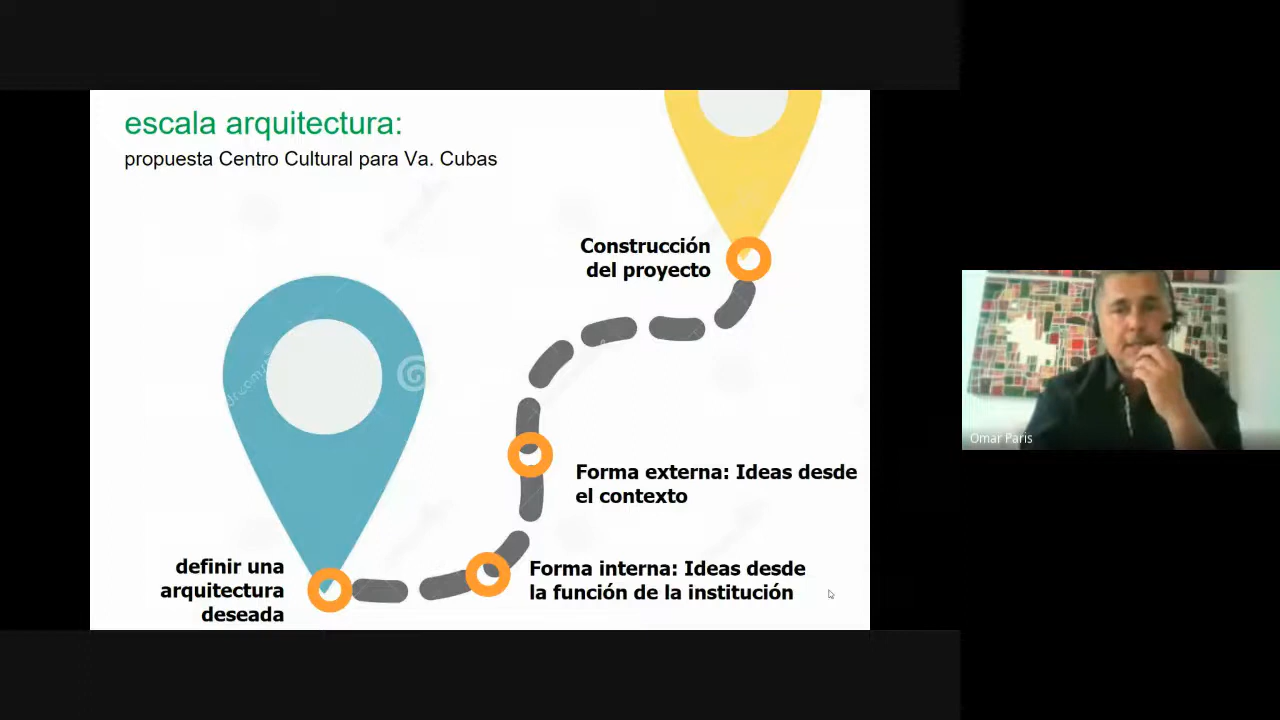 escala arquitectura:
propuesta Centro Cultural para Va. Cubas
Construcción
del proyecto
Forma externa: Ideas desde
el contexto
Forma interna: Ideas desde
la función de la institución
definir una
arquitectura
deseada
Omar Paris